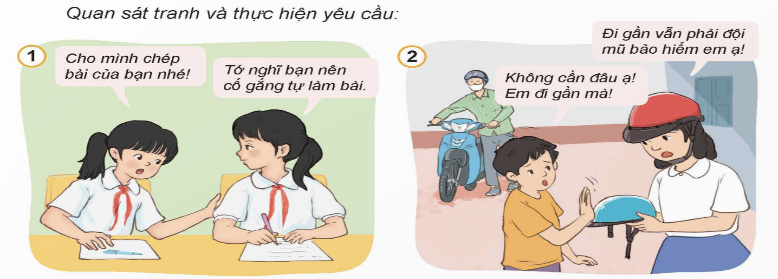 Quan sát tranh và thực hiện yêu cầu:
1
Cho mình chép
bài của bạn nhé!
Tớ nghĩ bạn nên
cố gắng tự làm bài.
2
Không cần đâu ạ!
Em đi gần mà!
Đi gần vẫn phải đội
mũ bảo hiểm em ạ!